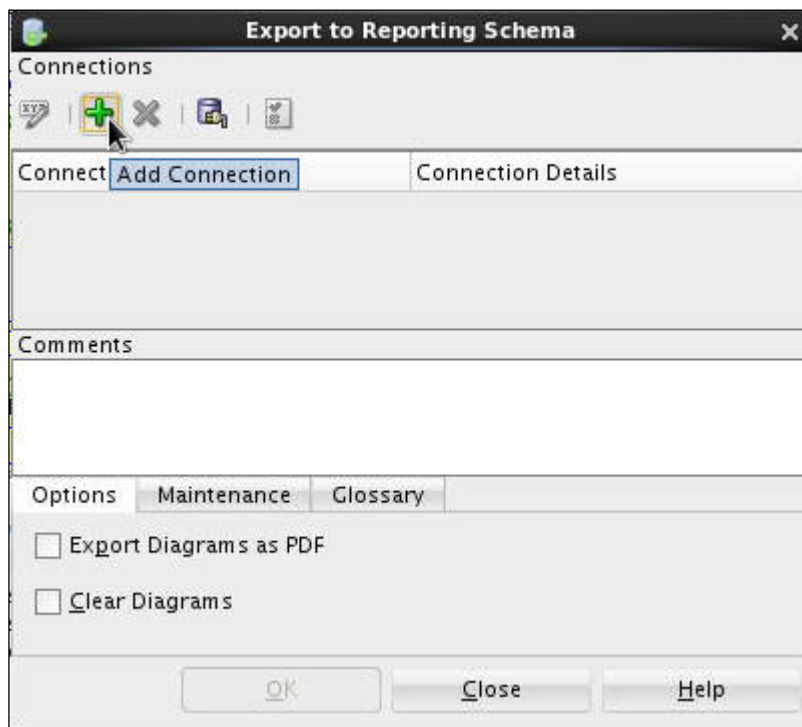 Export to Reporting Schema
Connections
XYZ
Connect
Add Connection
Connection Details
Comments
Options Maintenance Glossary
Export Diagrams as PDF
Clear Diagrams
OK Close Help